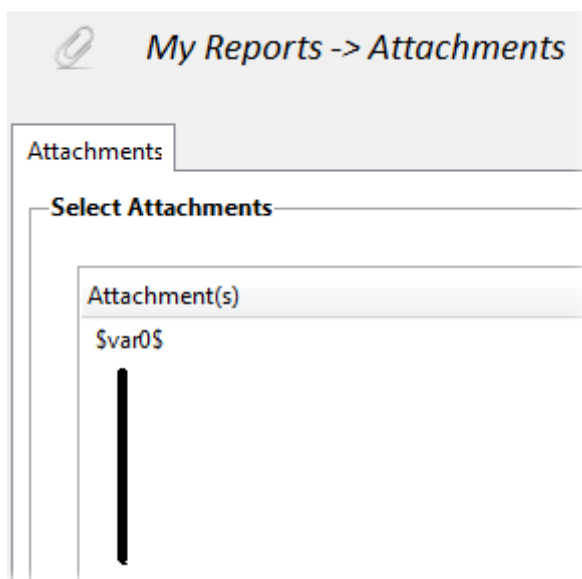 My Reports -> Attachments
Attachments
Select Attachments
Attachment(s)
$var0$